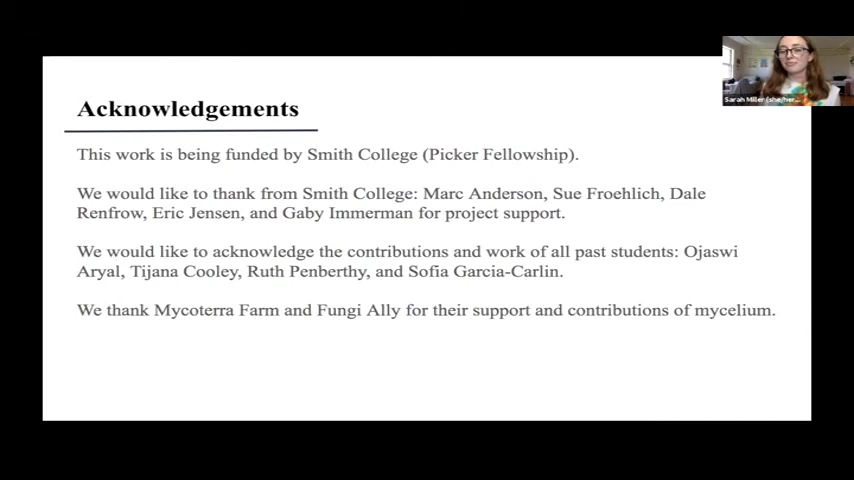 Acknowledgements
This work is being funded by Smith College (Picker Fellowship).
We would like to thank from Smith College: Marc Anderson, Sue Froehlich, Dale
Renfrow, Eric Jensen, and Gaby Immerman for project support.
We would like to acknowledge the contributions and work of all past students: Ojaswi
Aryal, Tijana Cooley, Ruth Penberthy, and Sofia Garcia-Carlin.
We thank Mycoterra Farm and Fungi Ally for their support and contributions of mycelium.
Sarah Miller (she/her...